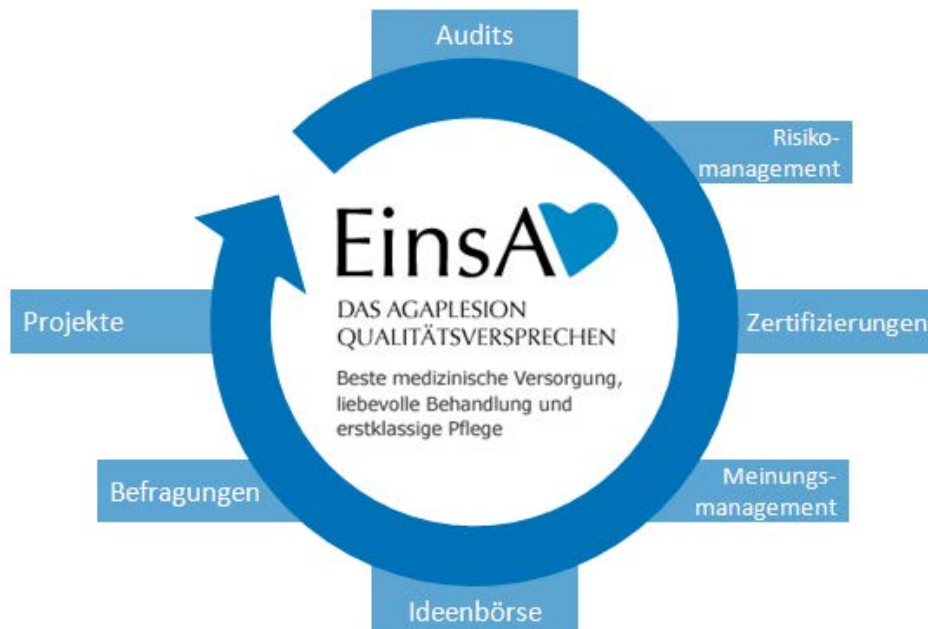 Audits
Risiko-
management
EinsA
DAS AGAPLESION
QUALITÄTSVERSPRECHEN
Beste medizinische Versorgung,
liebevolle Behandlung und
erstklassige Pflege
Projekte
Zertifizierungen
Befragungen
Meinungs-
management
Ideenbörse